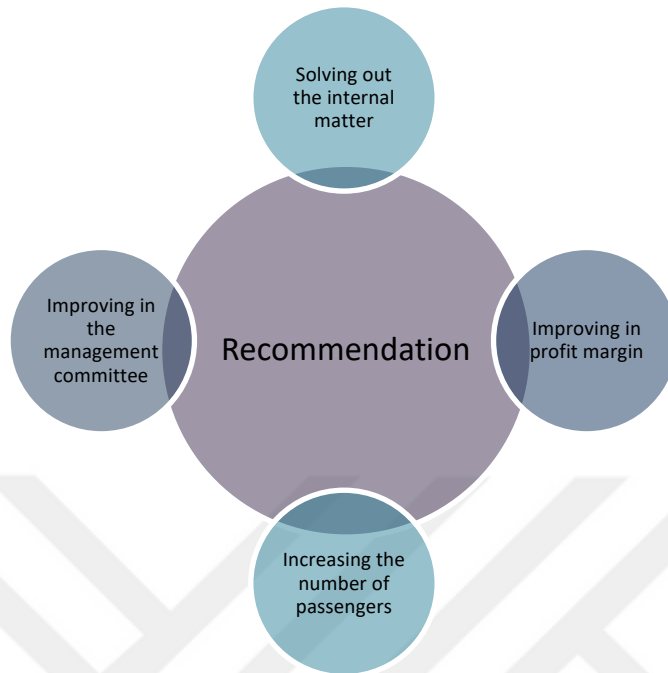 Solving out
the internal
matter
Improving in
the
management
committee
Recommendation
Improving in
profit margin
Increasing the
number of
passengers